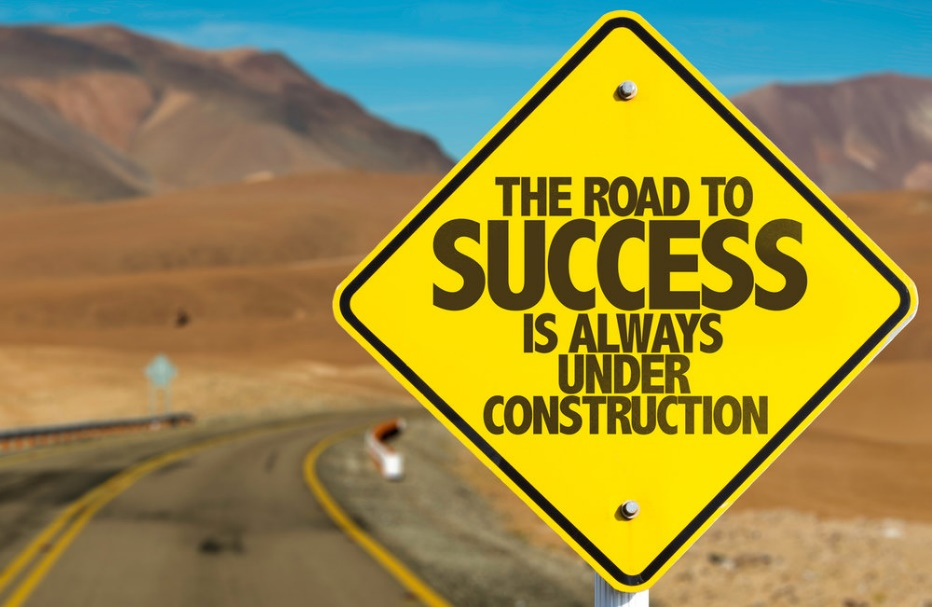 THE ROAD TO
SUCCESS
IS ALWAYS
UNDER
CONSTRUCTION